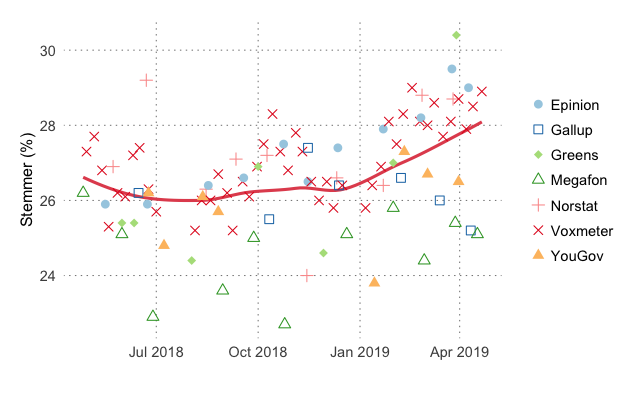 Stemmer (%)
30
28
26
24
Jul 2018
Oct 2018
Jan 2019
Apr 2019
Epinion
Gallup
Greens
Megafon
Norstat
Voxmeter
YouGov